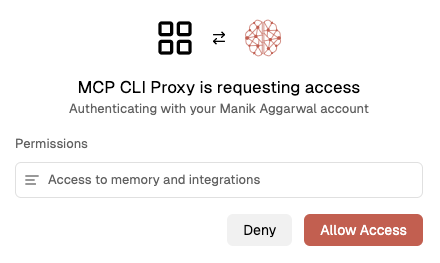 MCP CLI Proxy is requesting access
Authenticating with your Manik Aggarwal account
Permissions
Access to memory and integrations
Deny
Allow Access